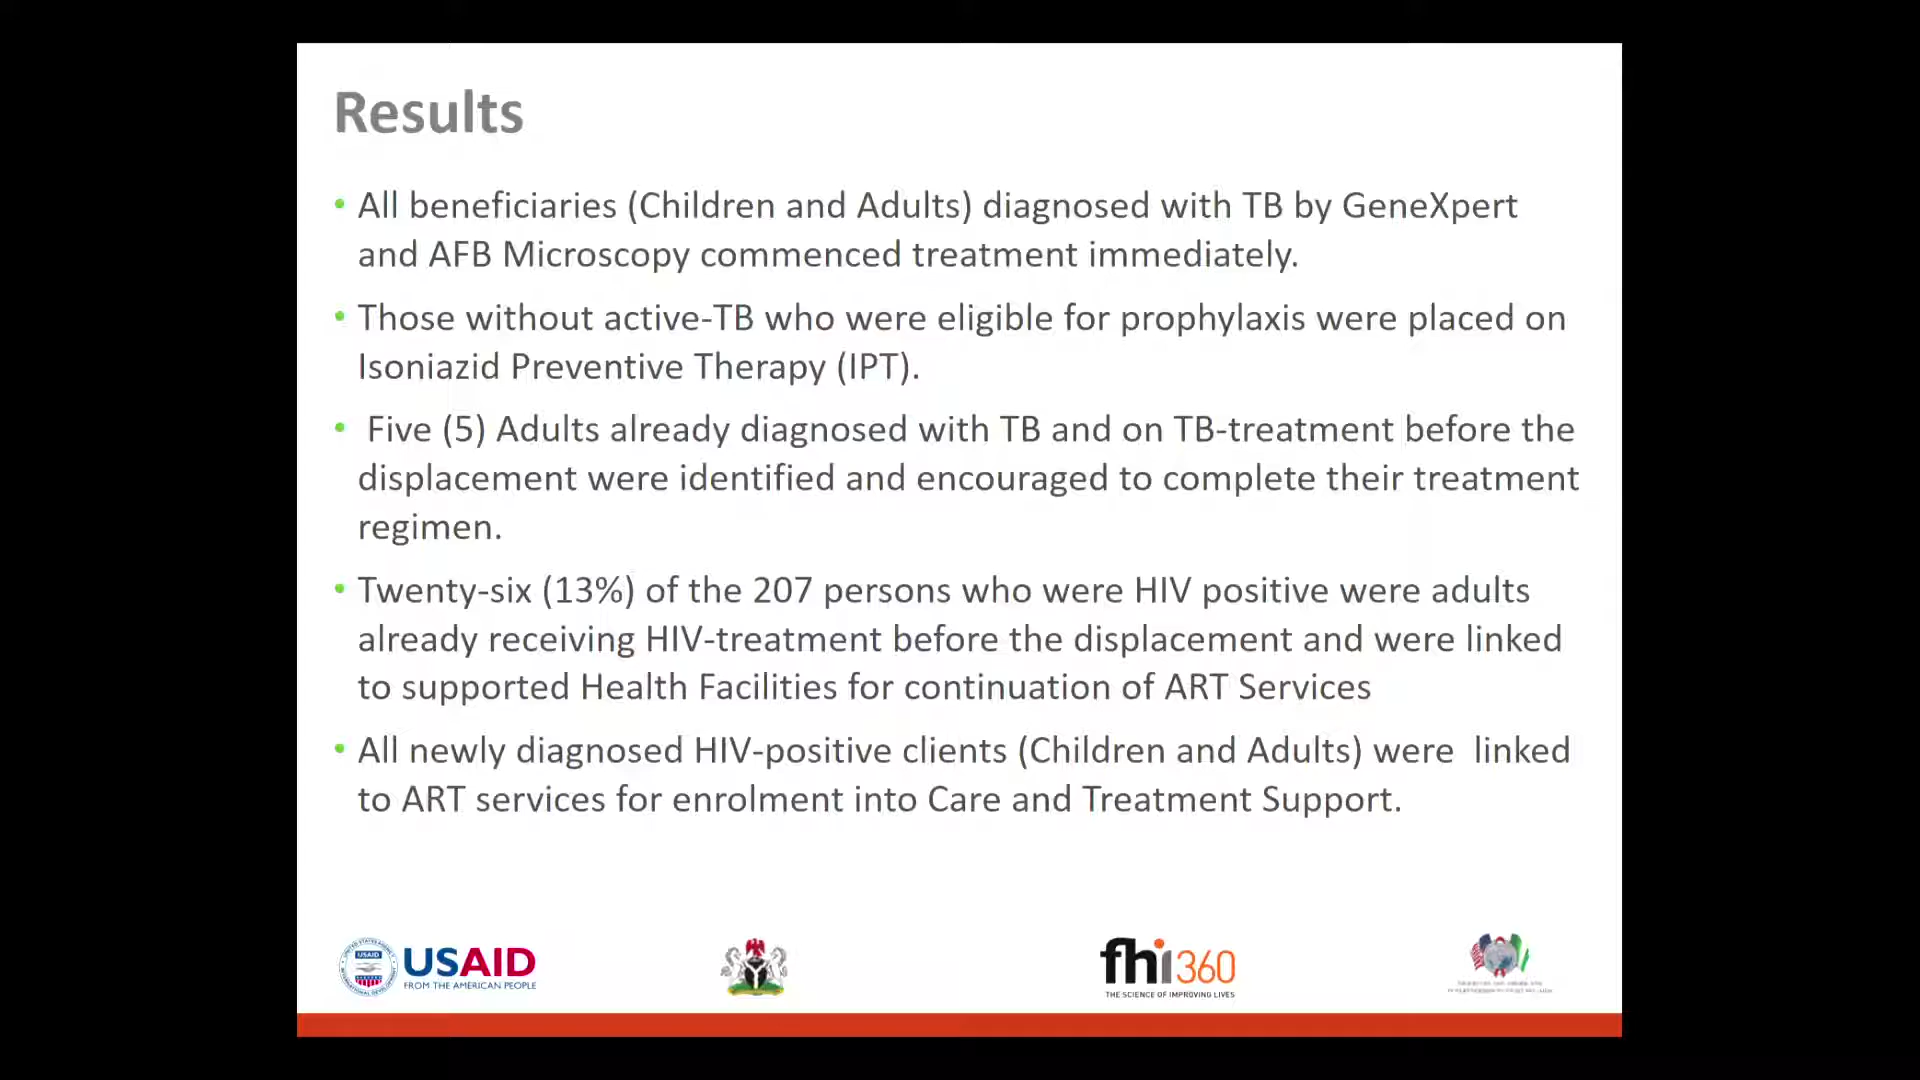 Results
• All beneficiaries (Children and Adults) diagnosed with TB by GeneXpert
and AFB Microscopy commenced treatment immediately.
• Those without active-TB who were eligible for prophylaxis were placed on
Isoniazid Preventive Therapy (IPT).
• Five (5) Adults already diagnosed with TB and on TB-treatment before the
displacement were identified and encouraged to complete their treatment
regimen.
• Twenty-six (13%) of the 207 persons who were HIV positive were adults
already receiving HIV-treatment before the displacement and were linked
to supported Health Facilities for continuation of ART Services
• All newly diagnosed HIV-positive clients (Children and Adults) were linked
to ART services for enrolment into Care and Treatment Support.
USAID
USAID
FROM THE AMERICAN PEOPLE
fhi360
THE SCIENCE OF IMPROVING LIVES